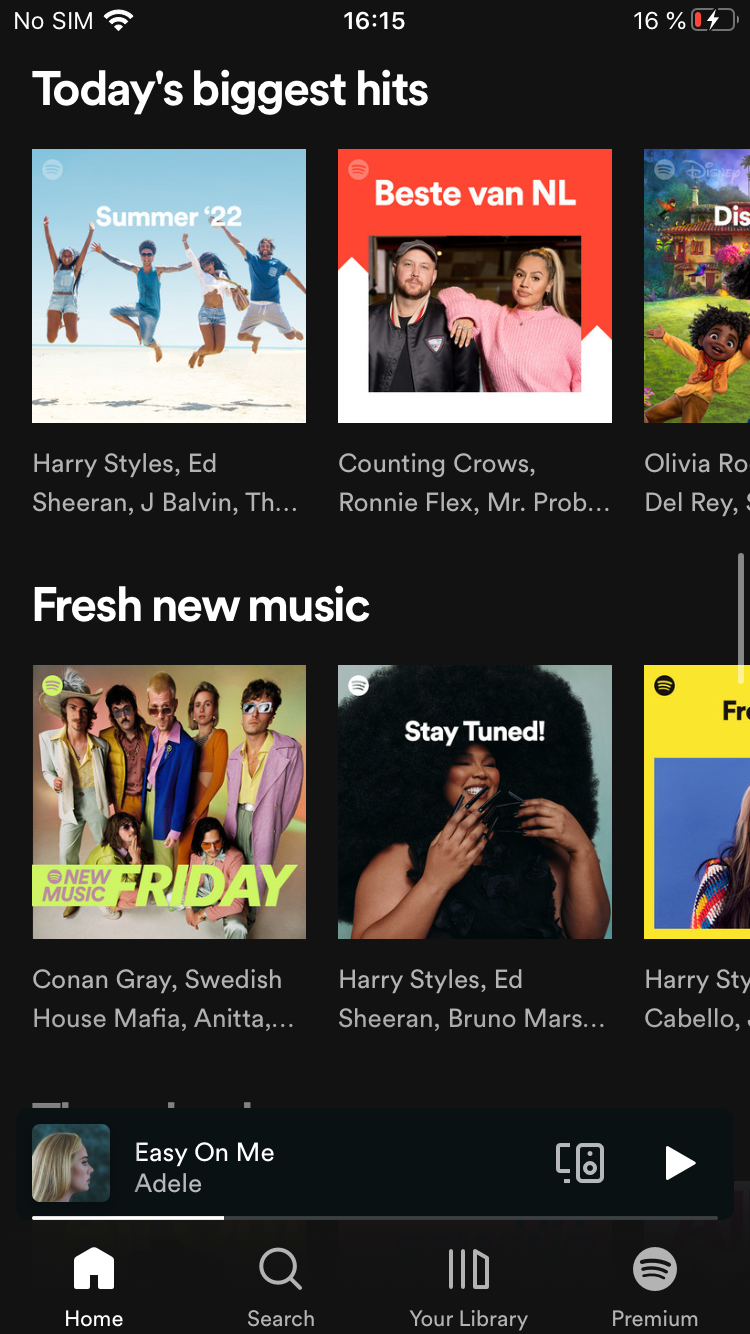 No SIM 16:15 16 %
Today's biggest hits
Summer ‘22
Beste van NL
Disney
Dis
Harry Styles, Ed
Sheeran, J Balvin, Th...
Counting Crows,
Ronnie Flex, Mr. Prob...
Olivia Ro
Del Rey, S
Fresh new music
NEW
MUSIC FRIDAY
Stay Tuned!
Fre
Conan Gray, Swedish
House Mafia, Anitta,...
Harry Styles, Ed
Sheeran, Bruno Mars...
Harry Sty
Cabello, J
Easy On Me
Adele
Home
Search
Your Library
Premium